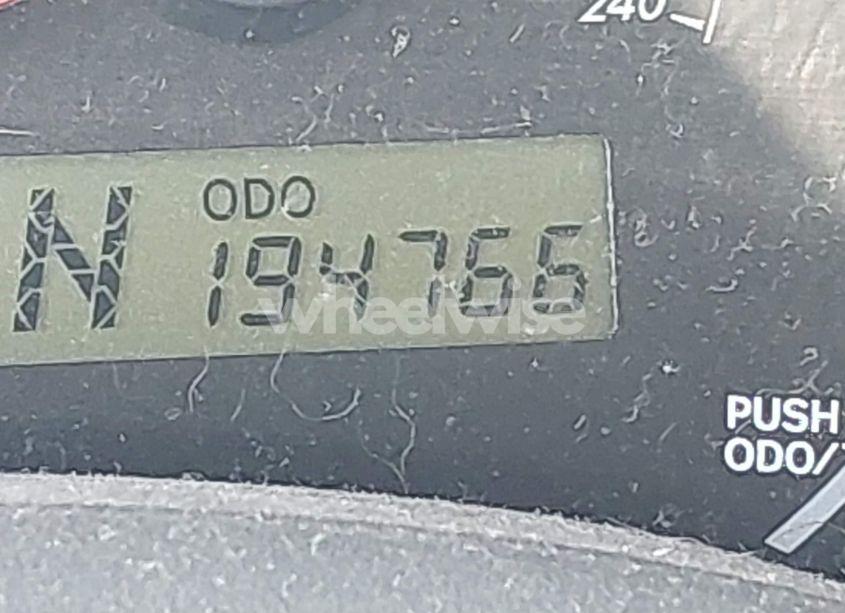 240
N
ODO
194766
wheelwise
PUSH
ODO/